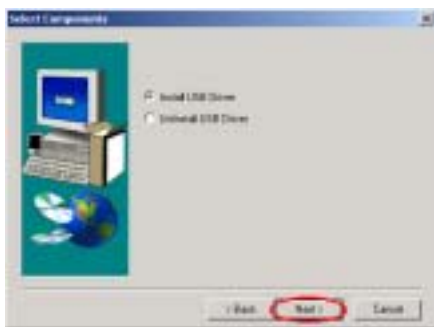 Select Components
Install USB Driver
Uninstall USB Driver
< Back
Next >
Cancel